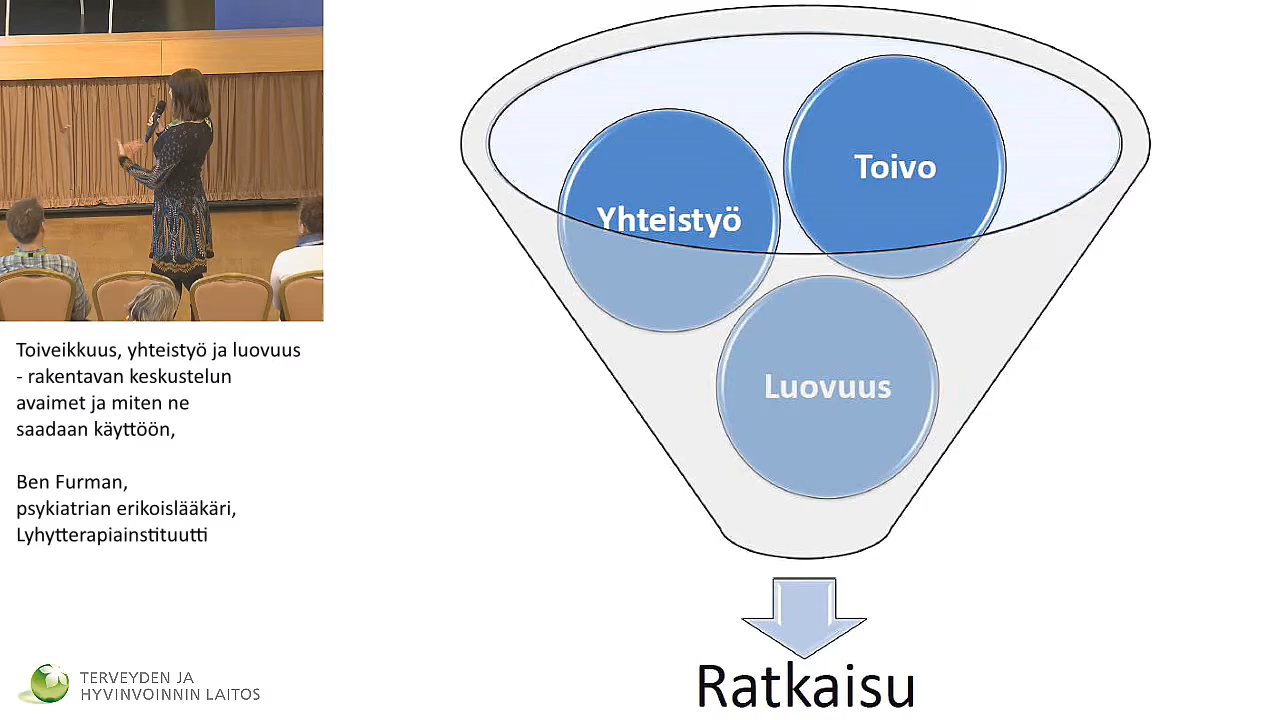 Toiveikkuus, yhteistyö ja luovuus
- rakentavan keskustelun
avaimet ja miten ne
saadaan käyttöön,
Ben Furman,
psykiatrian erikoislääkäri,
Lyhytterapiainstituutti
TERVEYDEN JA
HYVINVOINNIN LAITOS
Toivo
Yhteistyö
Luovuus
Ratkaisu